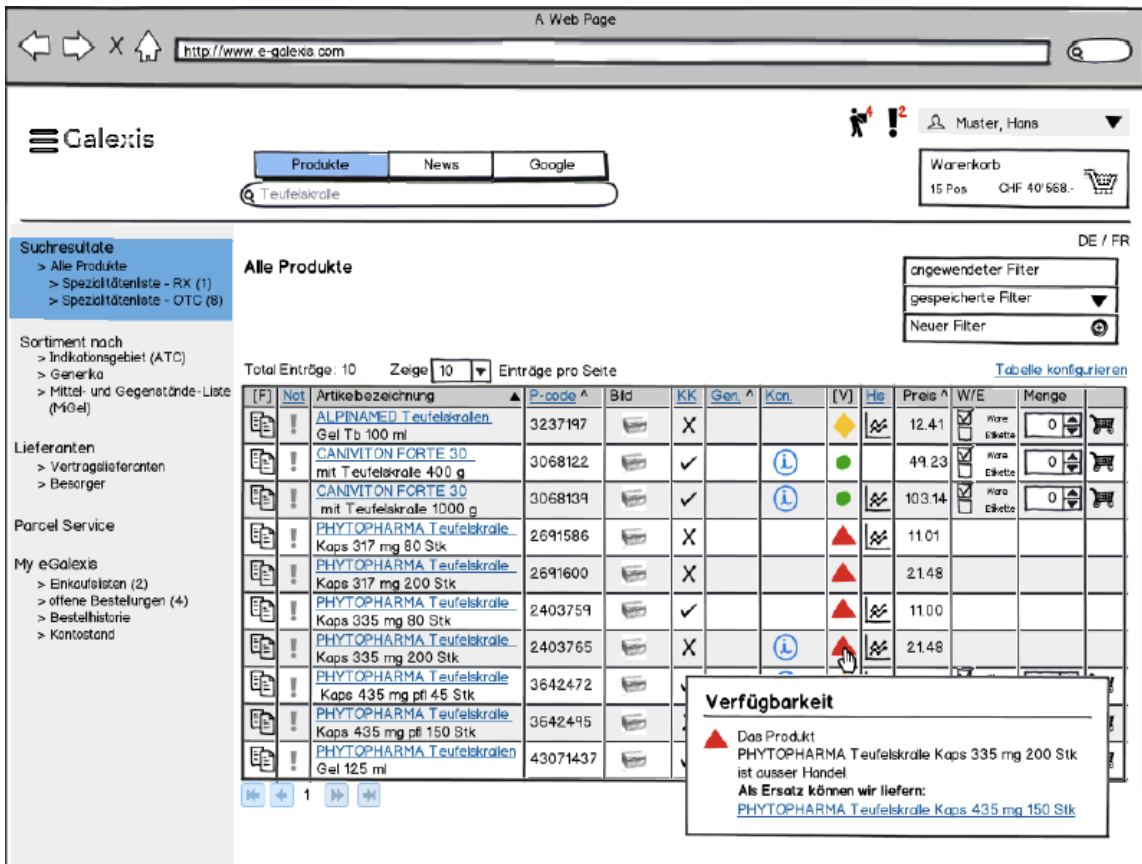 A Web Page
http://www.e-galexis.com
4
2
Muster, Hans
Galexis
Produkte News Google
Teufelskralle
Warenkorb
15 Pos CHF 40'568.-
DE / FR
Suchresultate
> Alle Produkte
> Spezialitätenliste - RX (1)
> Spezialitätenliste - OTC (8)
Sortiment nach
> Indikationsgebiet (ATC)
> Generika
> Mittel- und Gegenstände-Liste
(MiGel)
Lieferanten
> Vertragslieferanten
> Besorger
Parcel Service
My eGalexis
> Einkaufslisten (2)
> offene Bestellungen (4)
> Bestellhistorie
> Kontostand
Alle Produkte
angewendeter Filter
gespeicherte Filter
Neuer Filter
Total Einträge: 10 Zeige 10 Einträge pro Seite
Tabelle konfigurieren
[F] Not Artikebezeichnung P-code ^ Bild KK Gen. ^ Kon. [V] His Preis ^ W/E Menge
ALPINAMED Teufelskrallen
Gel Tb 100 ml
3237197 X 12.41 Ware Etikette 0
CANIVITON FORTE 30
mit Teufelskralle 400 g
3068122 ✓ i 49.23 Ware Etikette 0
CANIVITON FORTE 30
mit Teufelskralle 1000 g
3068139 ✓ i 103.14 Ware Etikette 0
PHYTOPHARMA Teufelskralle
Kaps 317 mg 80 Stk
2691586 X 11.01
PHYTOPHARMA Teufelskralle
Kaps 317 mg 200 Stk
2691600 X 21.48
PHYTOPHARMA Teufelskralle
Kaps 335 mg 80 Stk
2403759 ✓ 11.00
PHYTOPHARMA Teufelskralle
Kaps 335 mg 200 Stk
2403765 X i 21.48
PHYTOPHARMA Teufelskralle
Kaps 435 mg pfl 45 Stk
3642472
PHYTOPHARMA Teufelskralle
Kaps 435 mg pfl 150 Stk
3642495
PHYTOPHARMA Teufelskrallen
Gel 125 ml
43071437
1
Verfügbarkeit
Das Produkt
PHYTOPHARMA Teufelskralle Kaps 335 mg 200 Stk
ist ausser Handel
Als Ersatz können wir liefern:
PHYTOPHARMA Teufelskralle Kaps 435 mg 150 Stk